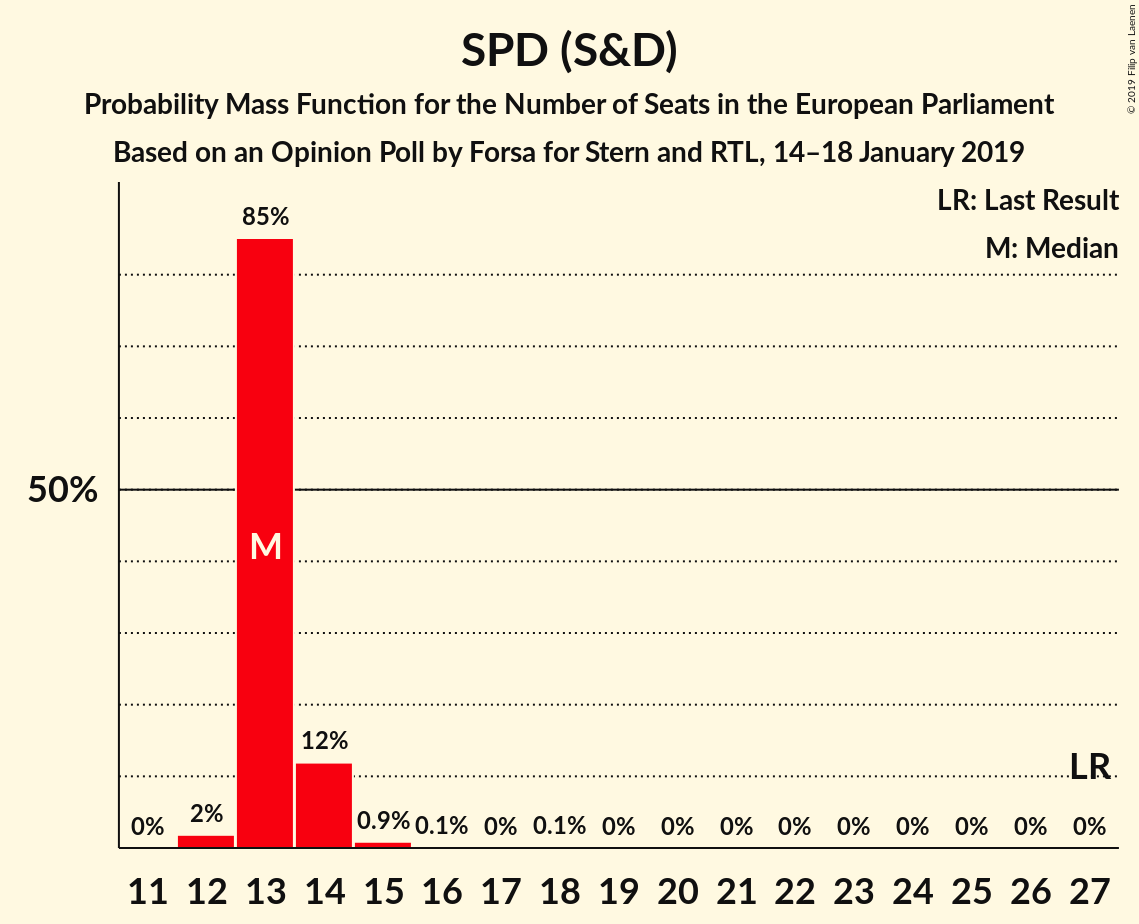 © 2019 Filip van Laenen
SPD (S&D)
Probability Mass Function for the Number of Seats in the European Parliament
Based on an Opinion Poll by Forsa for Stern and RTL, 14–18 January 2019
LR: Last Result
M: Median
85%
50%
M
12%
LR
0% 2% 0.9% 0.1% 0% 0.1% 0% 0% 0% 0% 0% 0% 0% 0% 0%
11 12 13 14 15 16 17 18 19 20 21 22 23 24 25 26 27